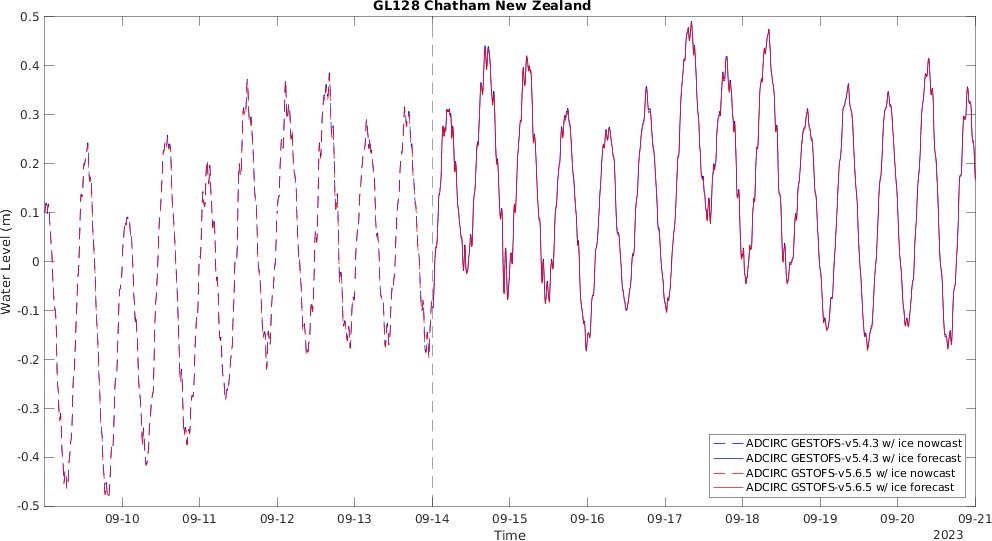 GL128 Chatham New Zealand
0.5
0.4
0.3
0.2
0.1
0
-0.1
-0.2
-0.3
-0.4
-0.5
Water Level (m)
ADCIRC GESTOFS-v5.4.3 w/ ice nowcast
ADCIRC GESTOFS-v5.4.3 w/ ice forecast
ADCIRC GSTOFS-v5.6.5 w/ ice nowcast
ADCIRC GSTOFS-v5.6.5 w/ ice forecast
09-10 09-11 09-12 09-13 09-14 09-15 09-16 09-17 09-18 09-19 09-20 09-21
Time
2023